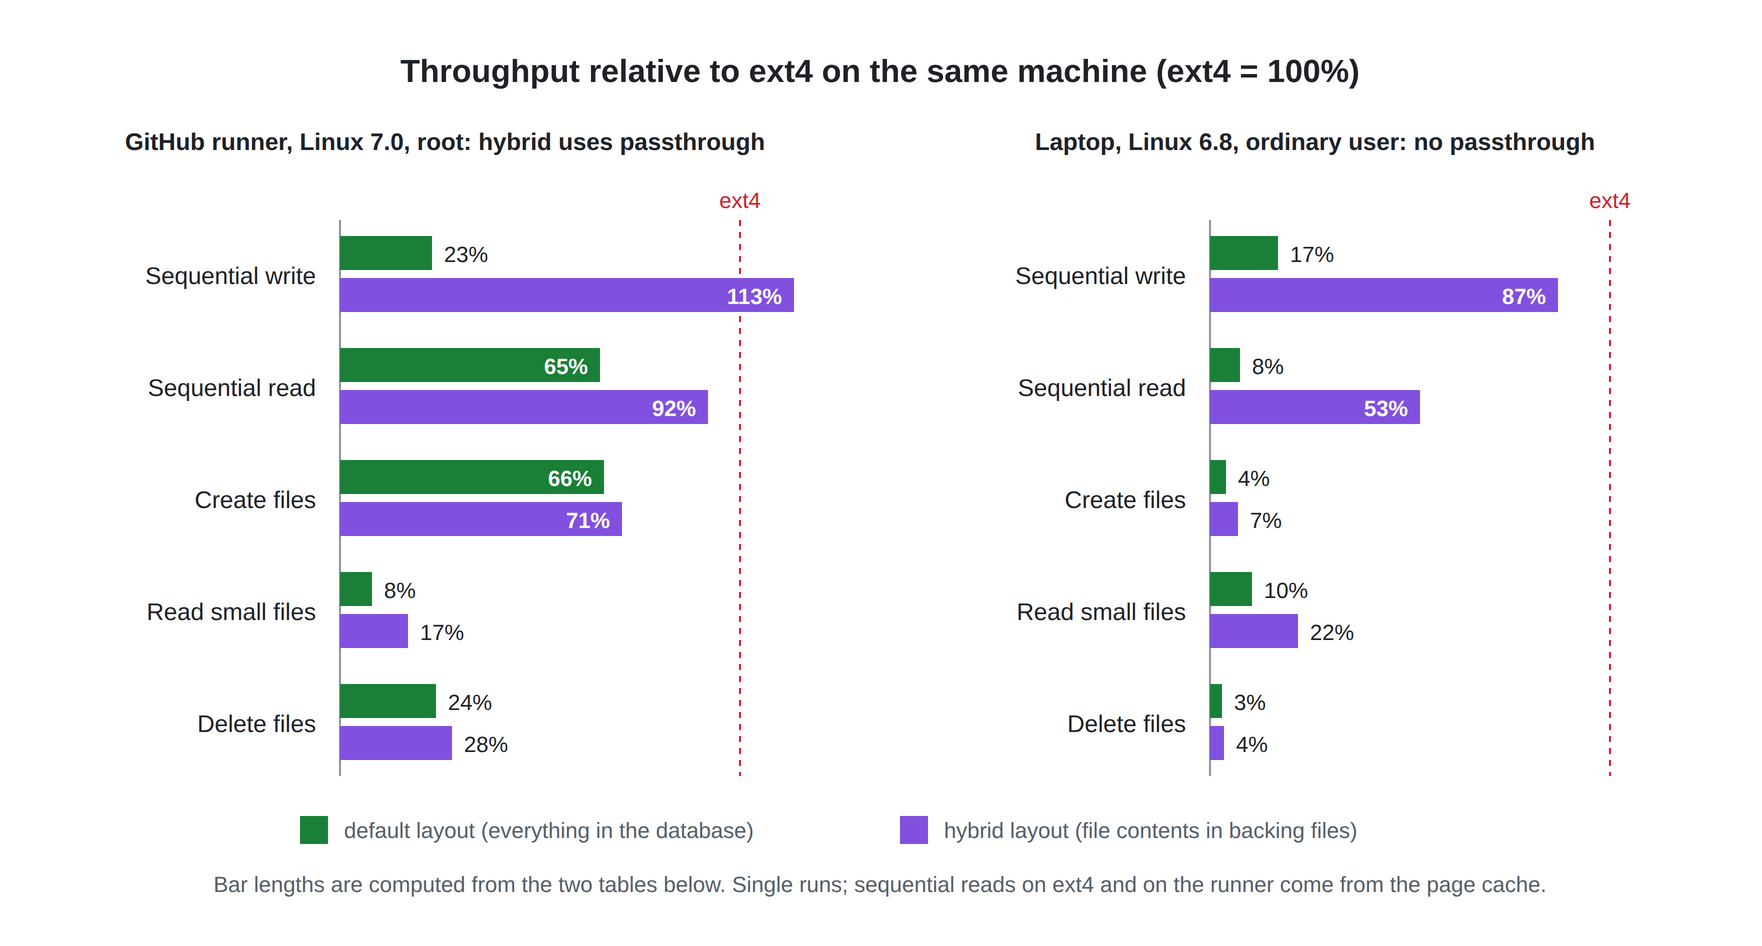 Throughput relative to ext4 on the same machine (ext4 = 100%)
GitHub runner, Linux 7.0, root: hybrid uses passthrough
ext4
Sequential write
23%
113%
Sequential read
65%
92%
Create files
66%
71%
Read small files
8%
17%
Delete files
24%
28%
Laptop, Linux 6.8, ordinary user: no passthrough
ext4
Sequential write
17%
87%
Sequential read
8%
53%
Create files
4%
7%
Read small files
10%
22%
Delete files
3%
4%
default layout (everything in the database)
hybrid layout (file contents in backing files)
Bar lengths are computed from the two tables below. Single runs; sequential reads on ext4 and on the runner come from the page cache.